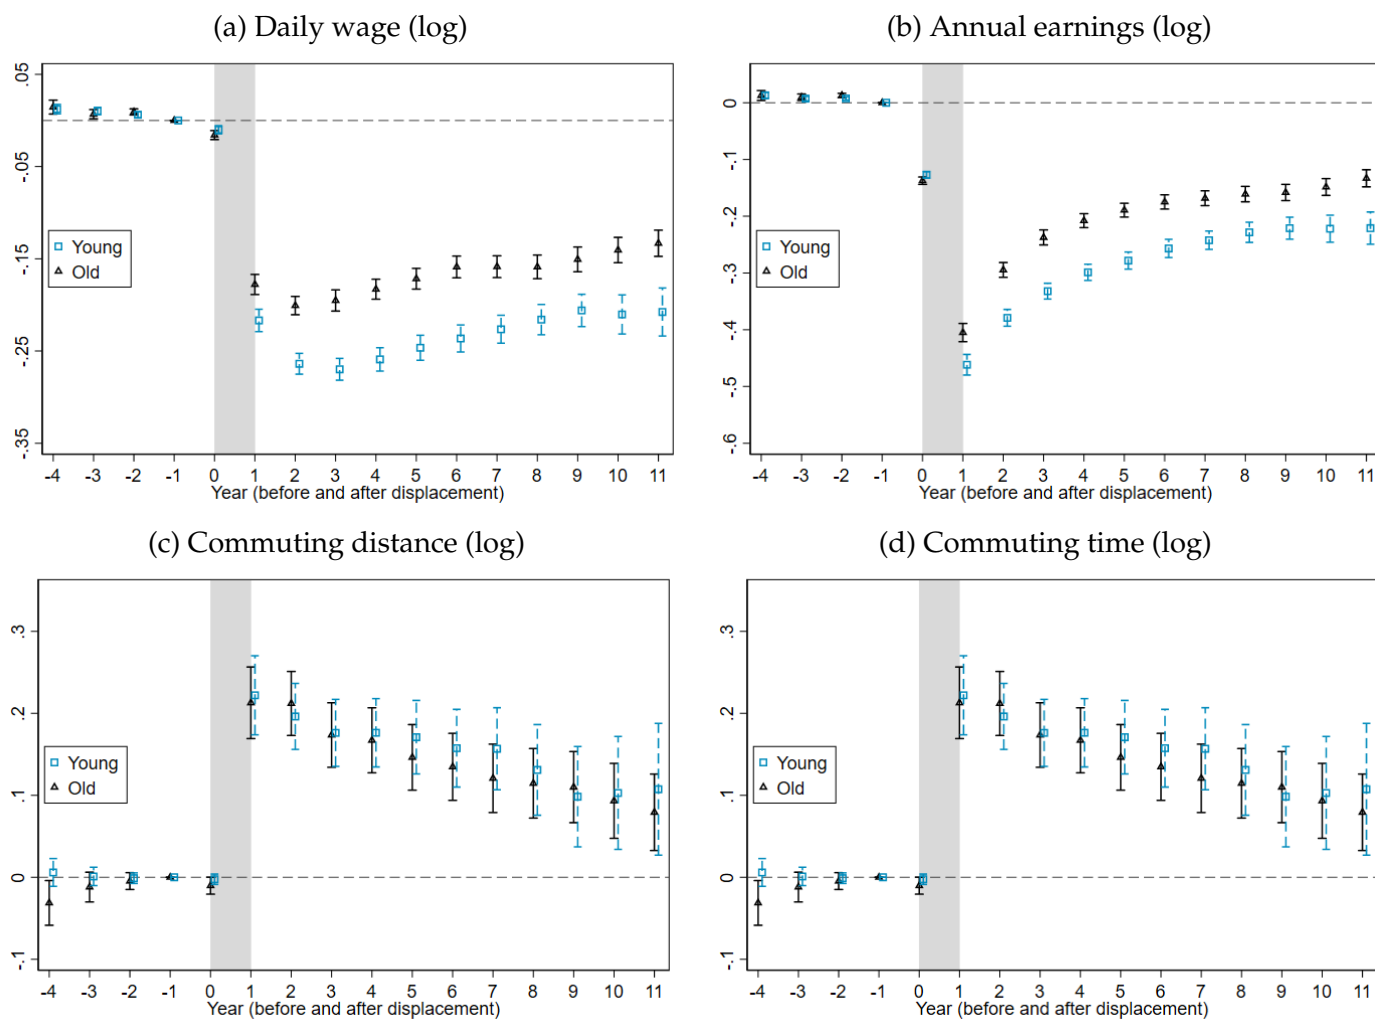 (a) Daily wage (log)
.05
0
-.05
-.15
-.25
-.35
Young
Old
-4 -3 -2 -1 0 1 2 3 4 5 6 7 8 9 10 11
Year (before and after displacement)
(b) Annual earnings (log)
0
-.1
-.2
-.3
-.4
-.5
-.6
Young
Old
-4 -3 -2 -1 0 1 2 3 4 5 6 7 8 9 10 11
Year (before and after displacement)
(c) Commuting distance (log)
.3
.2
.1
0
-.1
Young
Old
-4 -3 -2 -1 0 1 2 3 4 5 6 7 8 9 10 11
Year (before and after displacement)
(d) Commuting time (log)
.3
.2
.1
0
-.1
Young
Old
-4 -3 -2 -1 0 1 2 3 4 5 6 7 8 9 10 11
Year (before and after displacement)